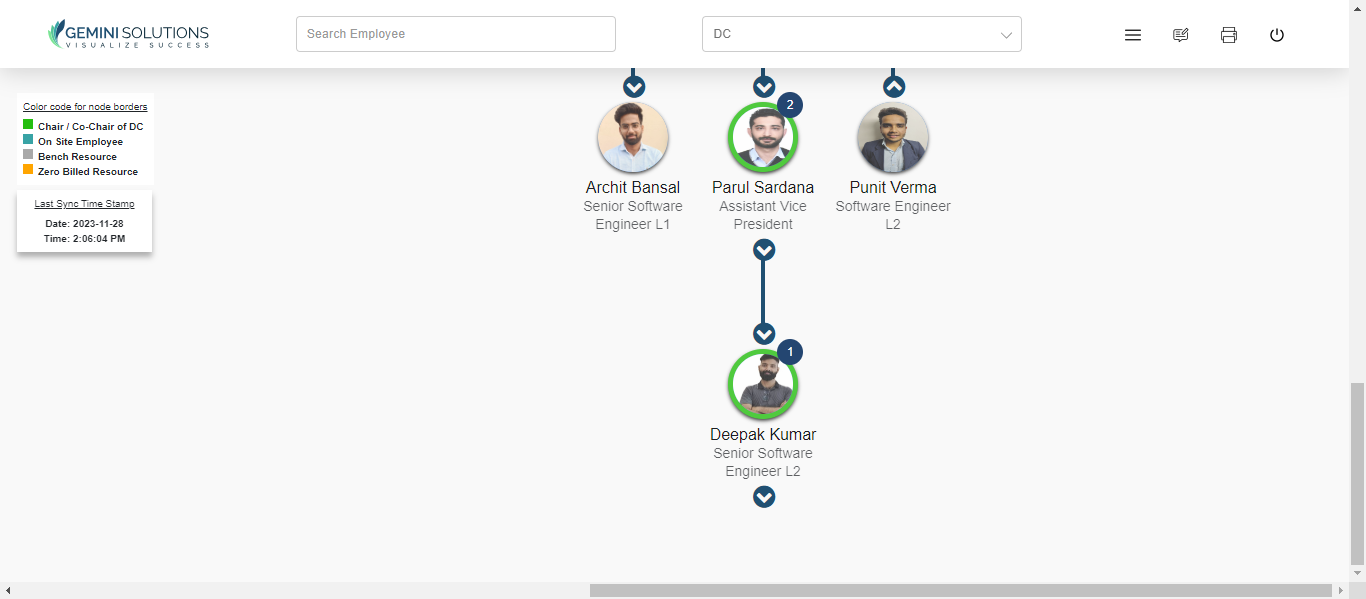 GEMINI SOLUTIONS
VISUALIZE SUCCESS
Search Employee
DC
Color code for node borders
Chair / Co-Chair of DC
On Site Employee
Bench Resource
Zero Billed Resource
Last Sync Time Stamp
Date: 2023-11-28
Time: 2:06:04 PM
Archit Bansal
Senior Software
Engineer L1
2
Parul Sardana
Assistant Vice
President
Punit Verma
Software Engineer
L2
1
Deepak Kumar
Senior Software
Engineer L2